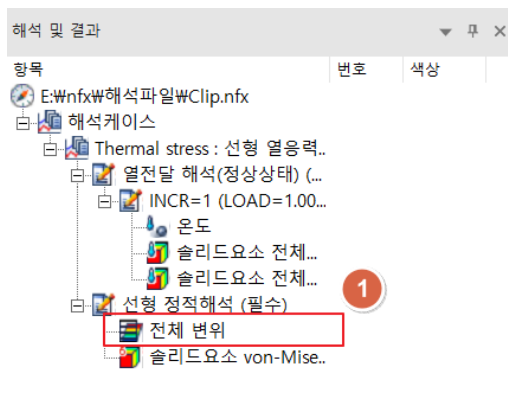 해석 및 결과
항목 번호 색상
E:₩nfx₩해석파일₩Clip.nfx
해석케이스
Thermal stress : 선형 열응력..
열전달 해석(정상상태) (...
INCR=1 (LOAD=1.00...
온도
솔리드요소 전체...
솔리드요소 전체...
1
선형 정적해석 (필수)
전체 변위
솔리드요소 von-Mise..